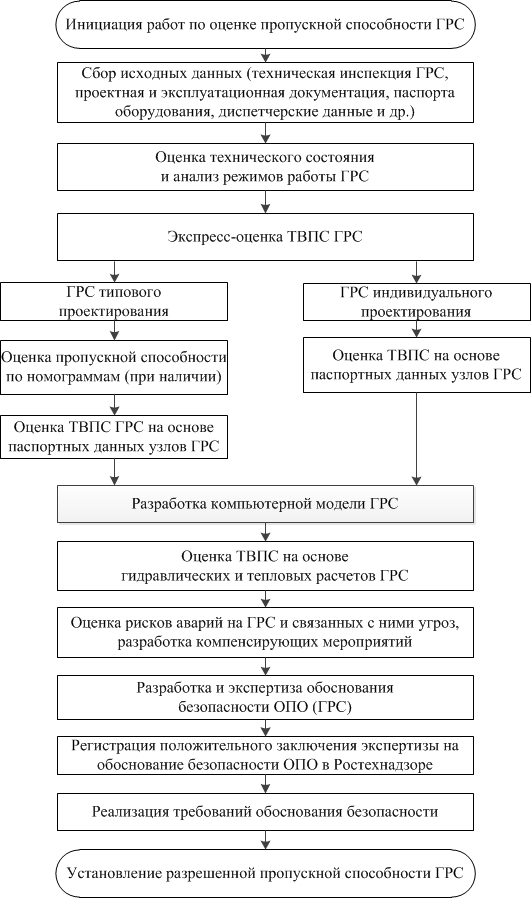 Инициация работ по оценке пропускной способности ГРС
Сбор исходных данных (техническая инспекция ГРС,
проектная и эксплуатационная документация, паспорта
оборудования, диспетчерские данные и др.)
Оценка технического состояния
и анализ режимов работы ГРС
Экспресс-оценка ТВПС ГРС
ГРС типового
проектирования
Оценка пропускной способности
по номограммам (при наличии)
Оценка ТВПС ГРС на основе
паспортных данных узлов ГРС
ГРС индивидуального
проектирования
Оценка ТВПС на основе
паспортных данных узлов ГРС
Разработка компьютерной модели ГРС
Оценка ТВПС на основе
гидравлических и тепловых расчетов ГРС
Оценка рисков аварий на ГРС и связанных с ними угроз,
разработка компенсирующих мероприятий
Разработка и экспертиза обоснования
безопасности ОПО (ГРС)
Регистрация положительного заключения экспертизы на
обоснование безопасности ОПО в Ростехнадзоре
Реализация требований обоснования безопасности
Установление разрешенной пропускной способности ГРС